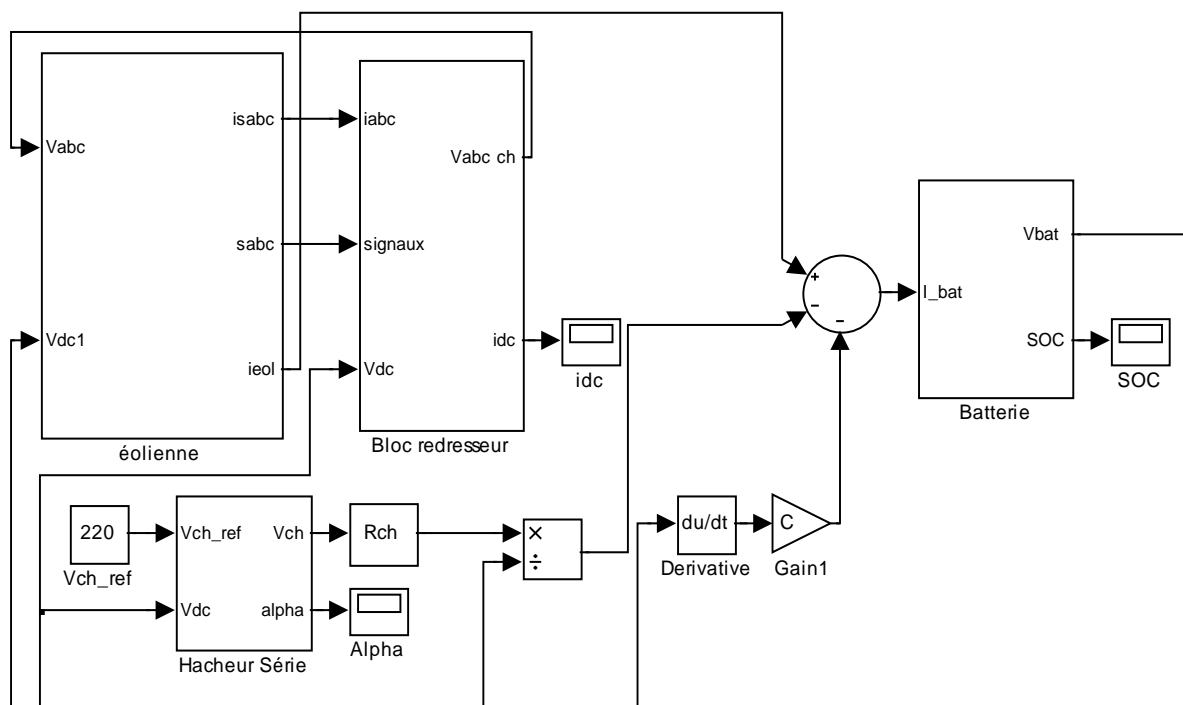 Vabc
Vdc1
isabc
sabc
ieol
éolienne
iabc
signaux
Vdc
Vabc ch
idc
Bloc redresseur
idc
+
−
−
I_bat
Vbat
SOC
Batterie
SOC
220
Vch_ref
Vch_ref
Vdc
Vch
alpha
Hacheur Série
Rch
Alpha
×
÷
du/dt
Derivative
C
Gain1